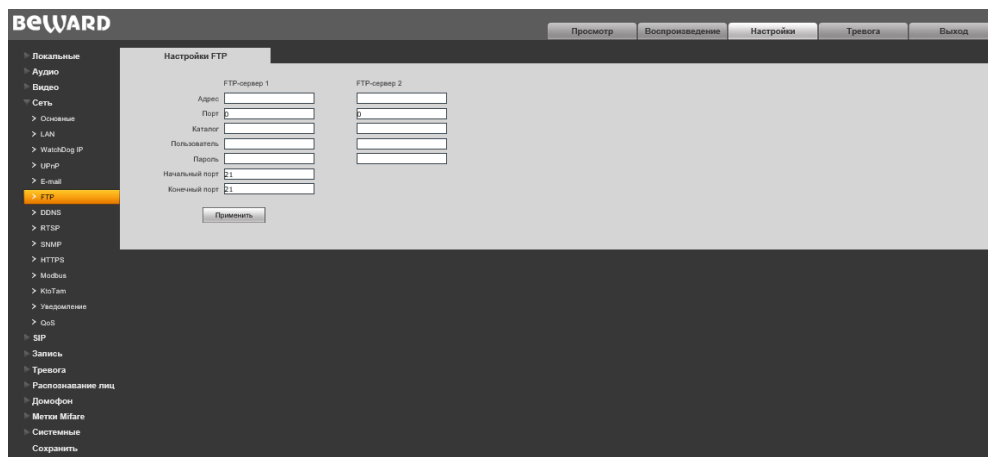 BEWARD
Просмотр Воспроизведение Настройки Тревога Выход
Локальные
Аудио
Видео
Сеть
Основные
LAN
WatchDog IP
UPnP
E-mail
FTP
DDNS
RTSP
SNMP
HTTPS
Modbus
KtoTam
Уведомление
QoS
SIP
Запись
Тревога
Распознавание лиц
Домофон
Метки Mifare
Системные
Сохранить
Настройки FTP
FTP-сервер 1 FTP-сервер 2
Адрес
Порт 0 0
Каталог
Пользователь
Пароль
Начальный порт 21
Конечный порт 21
Применить